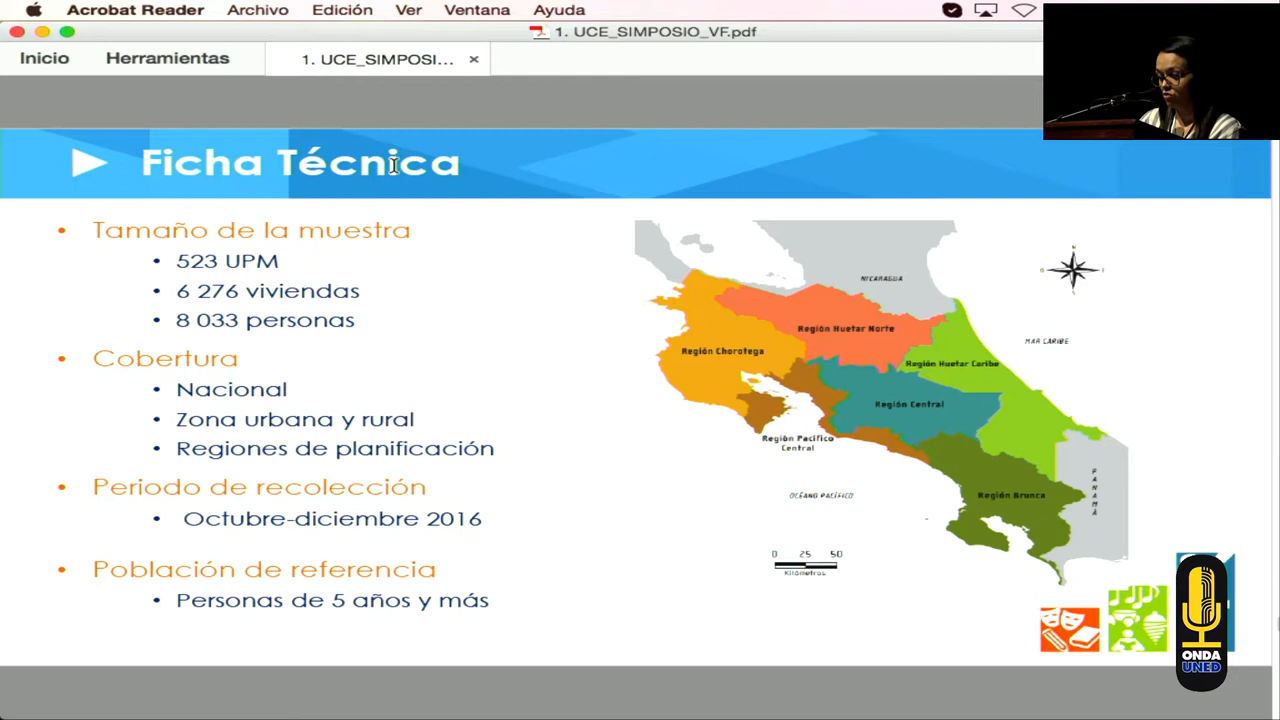 Acrobat Reader Archivo Edición Ver Ventana Ayuda
1. UCE_SIMPOSIO_VF.pdf
Inicio Herramientas 1. UCE_SIMPOSI... ×
Ficha Técnica
• Tamaño de la muestra
• 523 UPM
• 6 276 viviendas
• 8 033 personas
• Cobertura
• Nacional
• Zona urbana y rural
• Regiones de planificación
• Periodo de recolección
• Octubre-diciembre 2016
• Población de referencia
• Personas de 5 años y más
NICARAGUA
N
Región Huetar Norte
MAR CARIBE
Región Chorotega
Región Huetar Caribe
Región Central
Región Pacífico
Central
OCÉANO PACÍFICO
Región Brunca
PANAMÁ
0 25 50
Kilómetros
ONDA
UNED